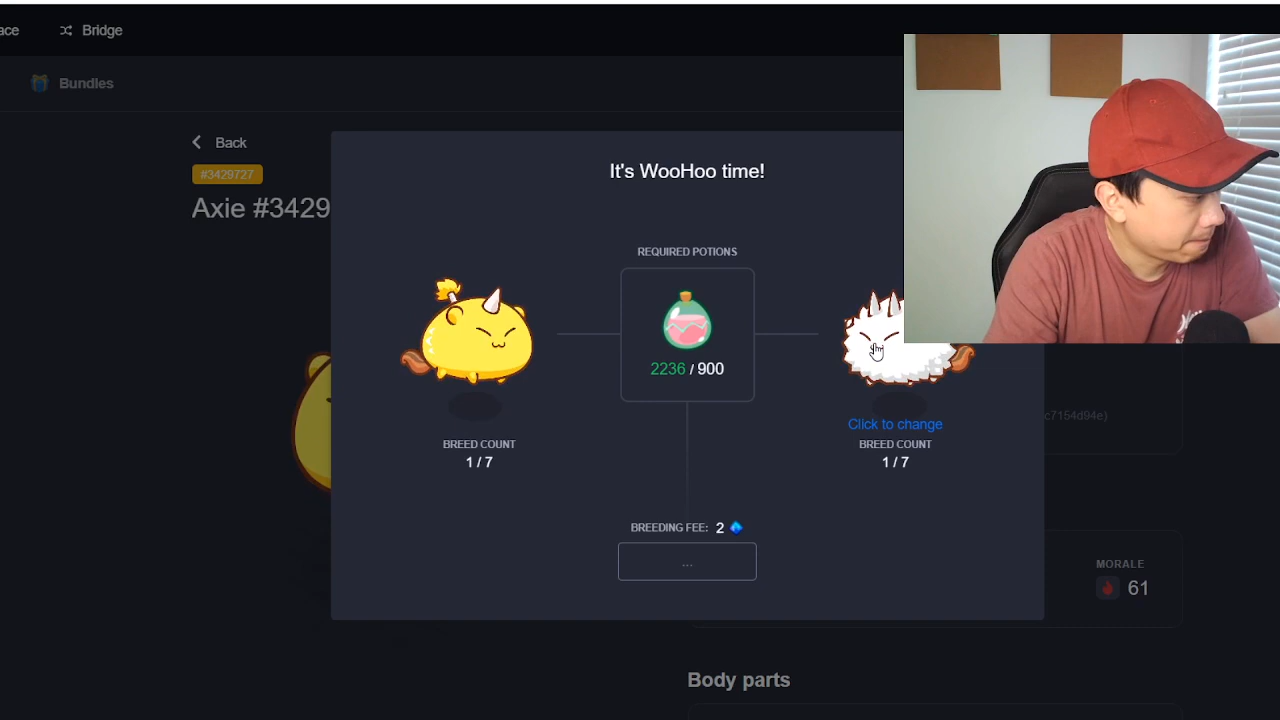 ace
Bridge
Bundles
Back
#3429727
Axie #3429
It's WooHoo time!
REQUIRED POTIONS
2236 / 900
Click to change
BREED COUNT
1 / 7
BREED COUNT
1 / 7
c7154d94e)
BREEDING FEE: 2
...
MORALE
61
Body parts